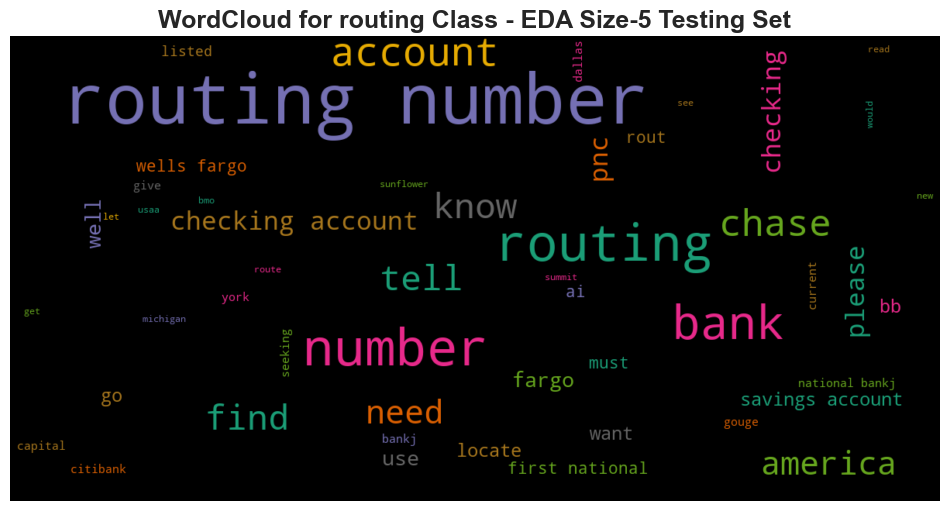 WordCloud for routing Class - EDA Size-5 Testing Set
listed
account
dallas
read
checking
routing number
see
would
rout
pnc
wells fargo
give
sunflower
new
usaa
bmo
let
well
checking account
know
chase
routing
route
tell
summit
ai
current
please
york
bb
get
michigan
number
bank
seeking
must
fargo
national bankj
savings account
go
find
need
gouge
want
bankj
capital
use
locate
america
citibank
first national